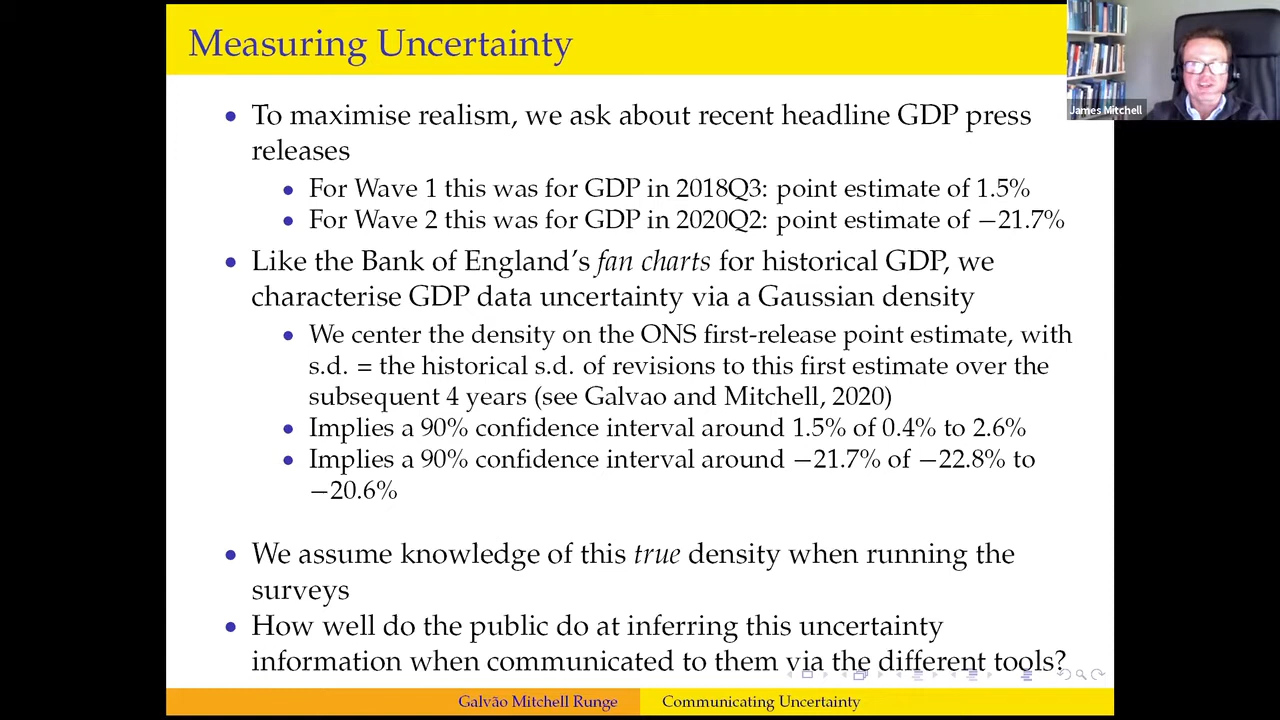 Measuring Uncertainty
James Mitchell
• To maximise realism, we ask about recent headline GDP press
releases
• For Wave 1 this was for GDP in 2018Q3: point estimate of 1.5%
• For Wave 2 this was for GDP in 2020Q2: point estimate of −21.7%
• Like the Bank of England's fan charts for historical GDP, we
characterise GDP data uncertainty via a Gaussian density
• We center the density on the ONS first-release point estimate, with
s.d. = the historical s.d. of revisions to this first estimate over the
subsequent 4 years (see Galvao and Mitchell, 2020)
• Implies a 90% confidence interval around 1.5% of 0.4% to 2.6%
• Implies a 90% confidence interval around −21.7% of −22.8% to
−20.6%
• We assume knowledge of this true density when running the
surveys
• How well do the public do at inferring this uncertainty
information when communicated to them via the different tools?
Galvão Mitchell Runge
Communicating Uncertainty